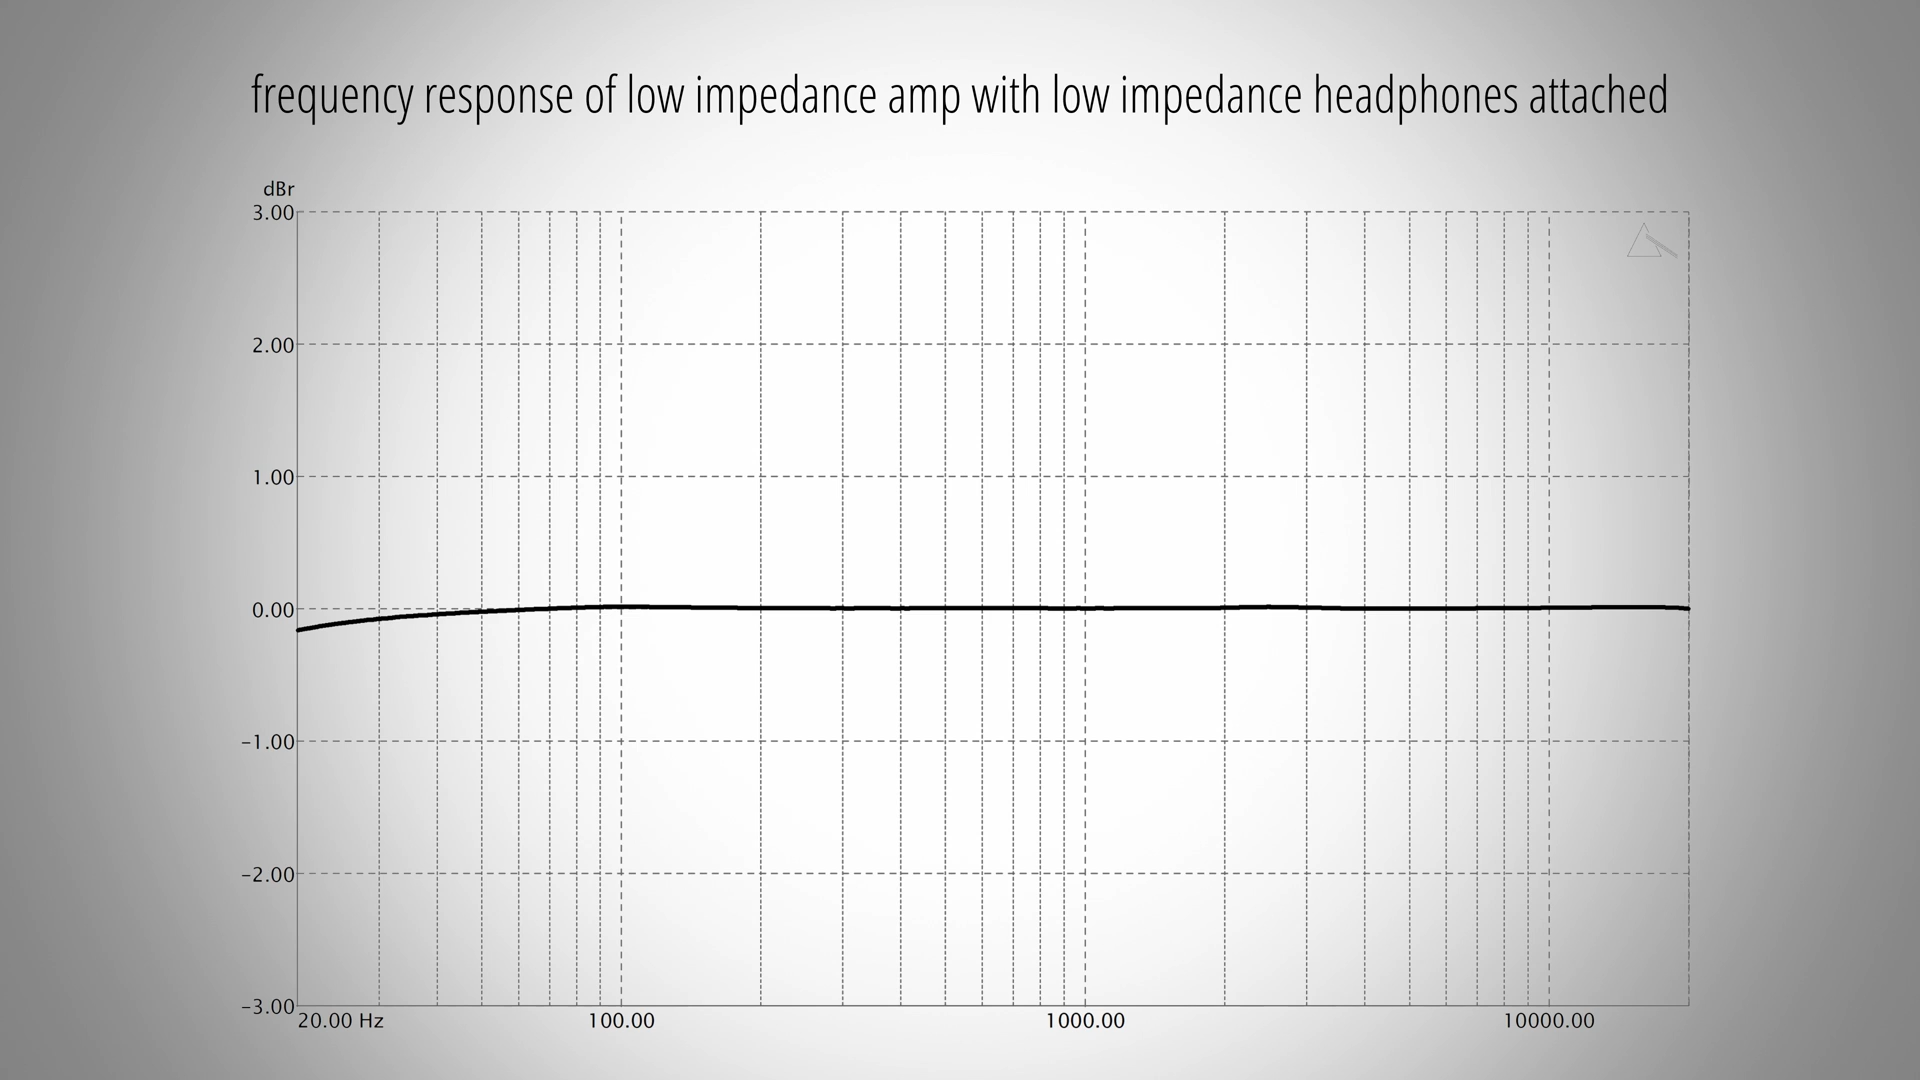 frequency response of low impedance amp with low impedance headphones attached
dBr
3.00
2.00
1.00
0.00
−1.00
−2.00
−3.00
20.00 Hz 100.00 1000.00 10000.00